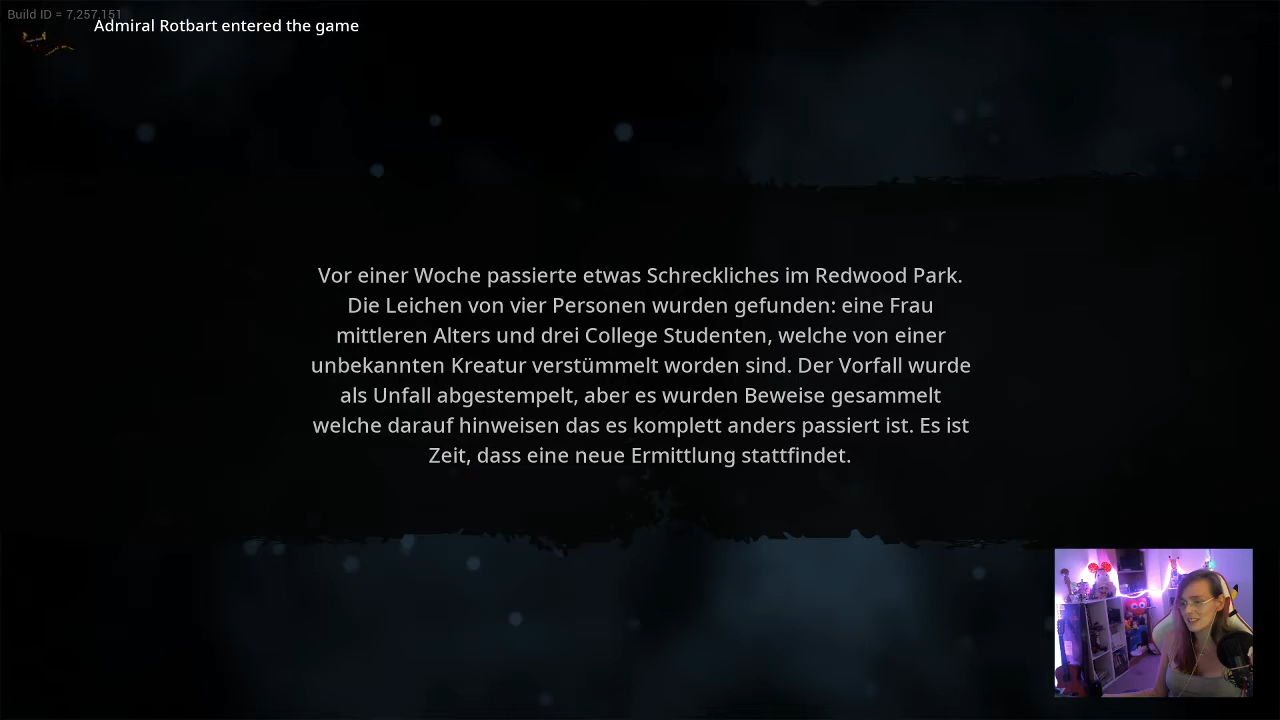 Build ID = 7,257,151
Admiral Rotbart entered the game
Vor einer Woche passierte etwas Schreckliches im Redwood Park.
Die Leichen von vier Personen wurden gefunden: eine Frau
mittleren Alters und drei College Studenten, welche von einer
unbekannten Kreatur verstümmelt worden sind. Der Vorfall wurde
als Unfall abgestempelt, aber es wurden Beweise gesammelt
welche darauf hinweisen das es komplett anders passiert ist. Es ist
Zeit, dass eine neue Ermittlung stattfindet.